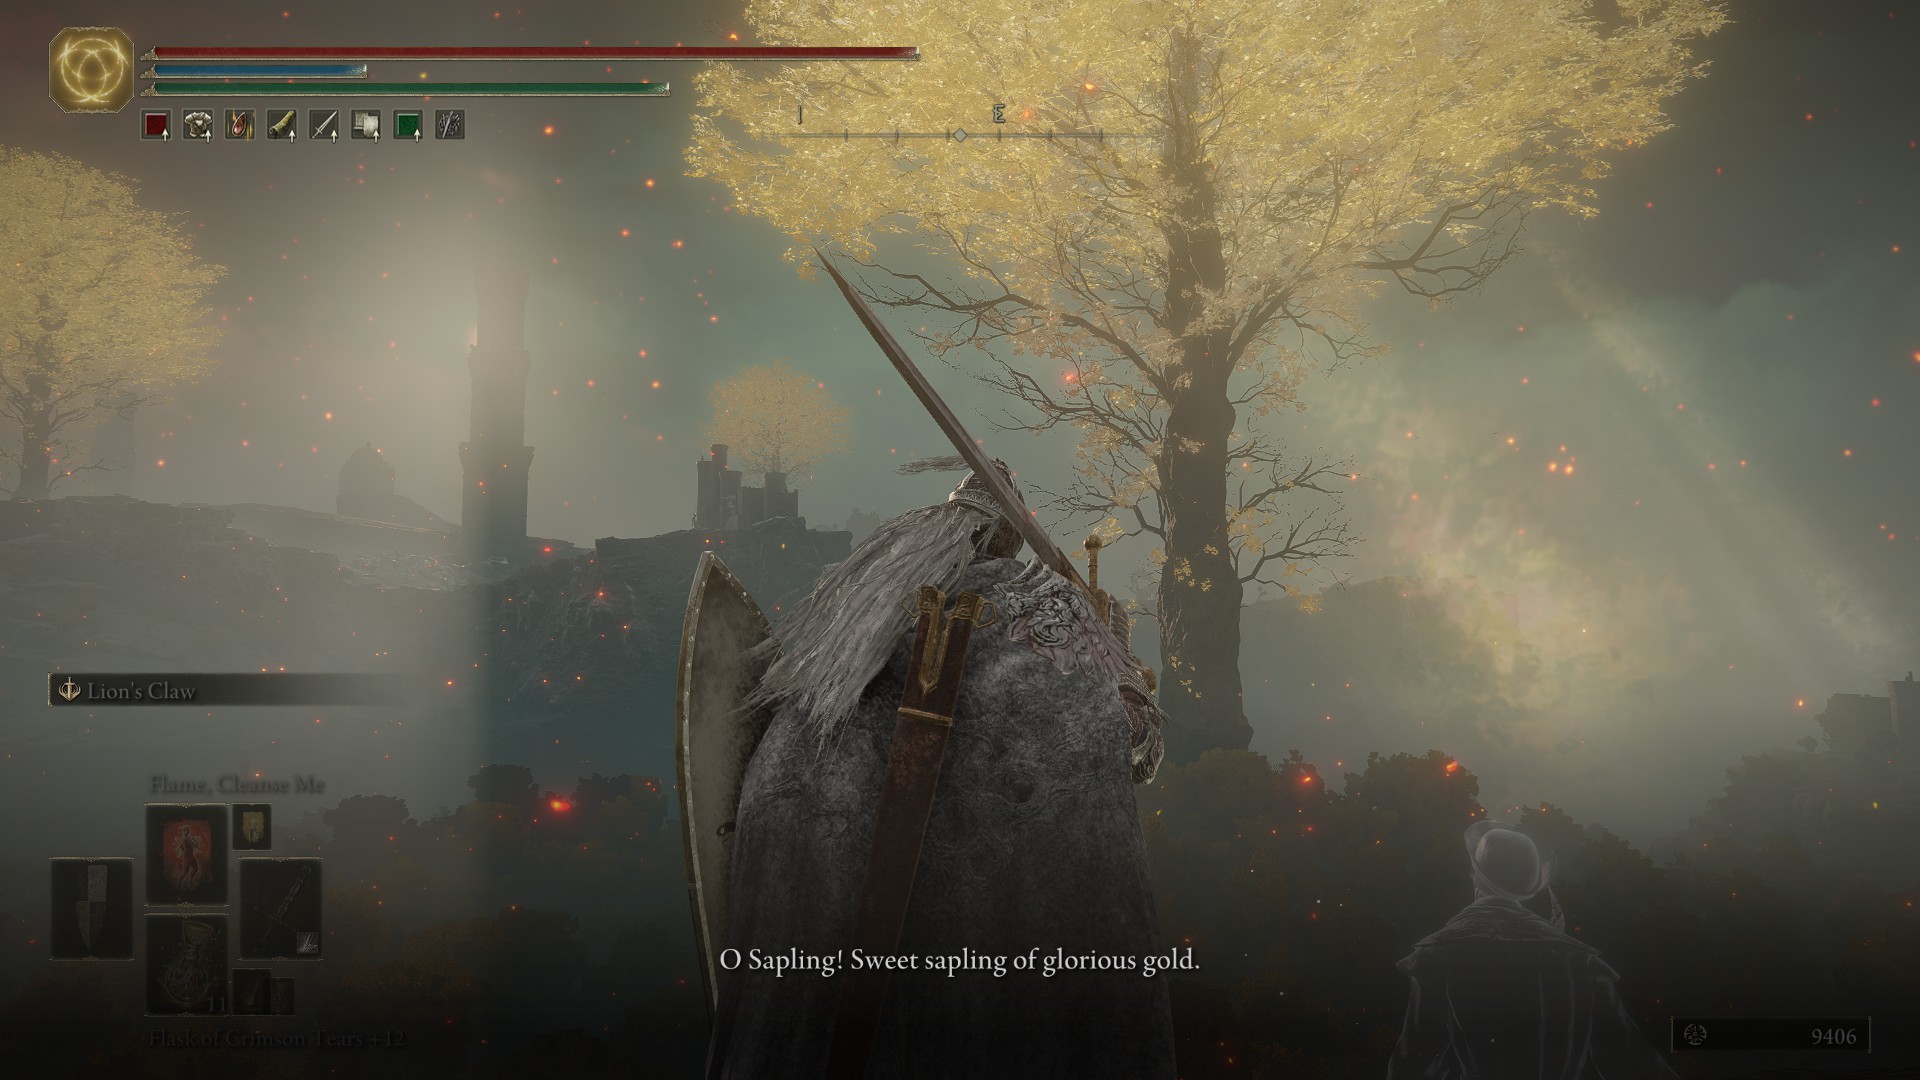 E
Lion's Claw
Flame, Cleanse Me
11
Flask of Crimson Tears +12
O Sapling! Sweet sapling of glorious gold.
9406